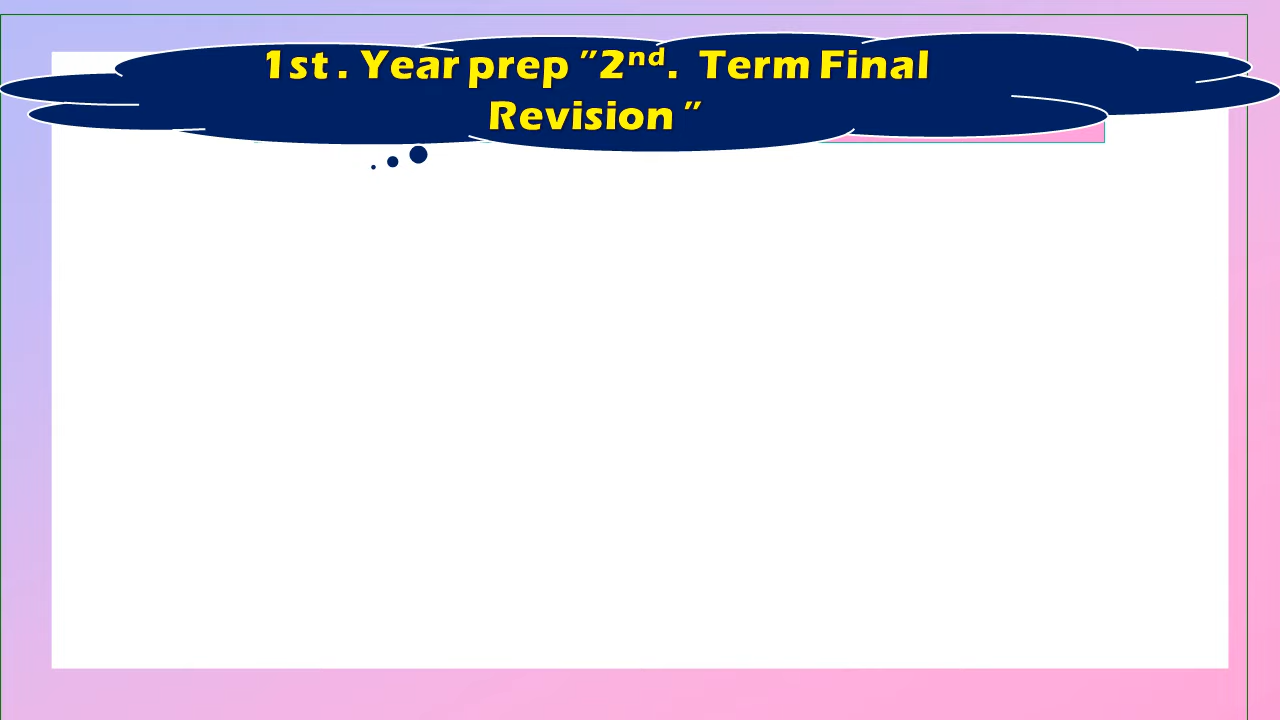 1st . Year prep "2nd. Term Final
Revision "